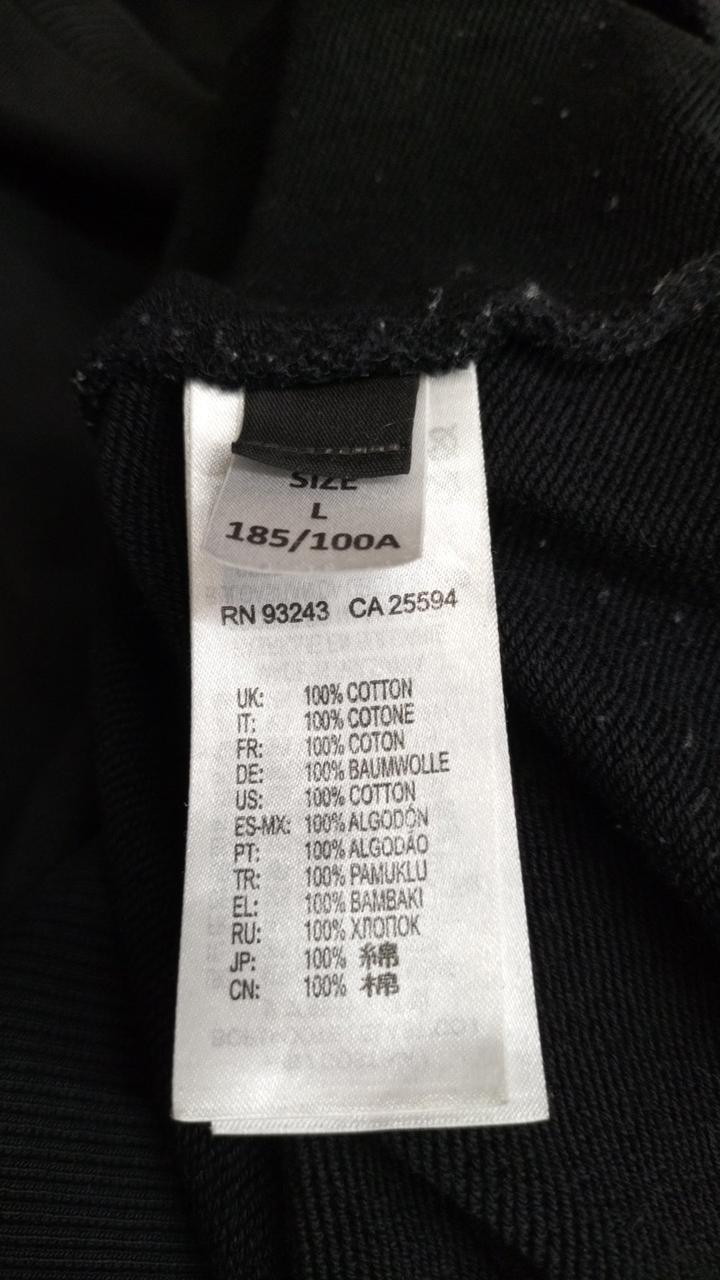 SIZE
L
185/100A
RN 93243 CA 25594
UK: 100% COTTON
IT: 100% COTONE
FR: 100% COTON
DE: 100% BAUMWOLLE
US: 100% COTTON
ES-MX: 100% ALGODÓN
PT: 100% ALGODÃO
TR: 100% PAMUKLU
EL: 100% BAMBAKI
RU: 100% ХЛОПОК
JP: 100% 綿
CN: 100% 棉